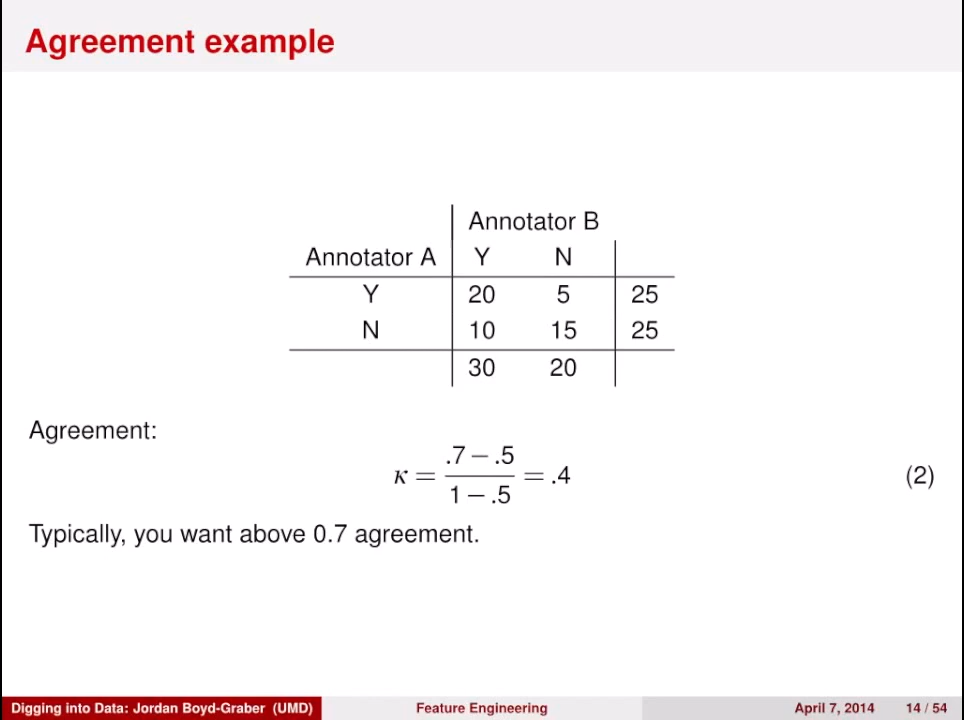 Agreement example
Annotator B
Annotator A Y N
Y 20 5 25
N 10 15 25
30 20
Agreement:
κ = .7 − .5 / 1 − .5 = .4 (2)
Typically, you want above 0.7 agreement.
Digging into Data: Jordan Boyd-Graber (UMD) Feature Engineering April 7, 2014 14 / 54